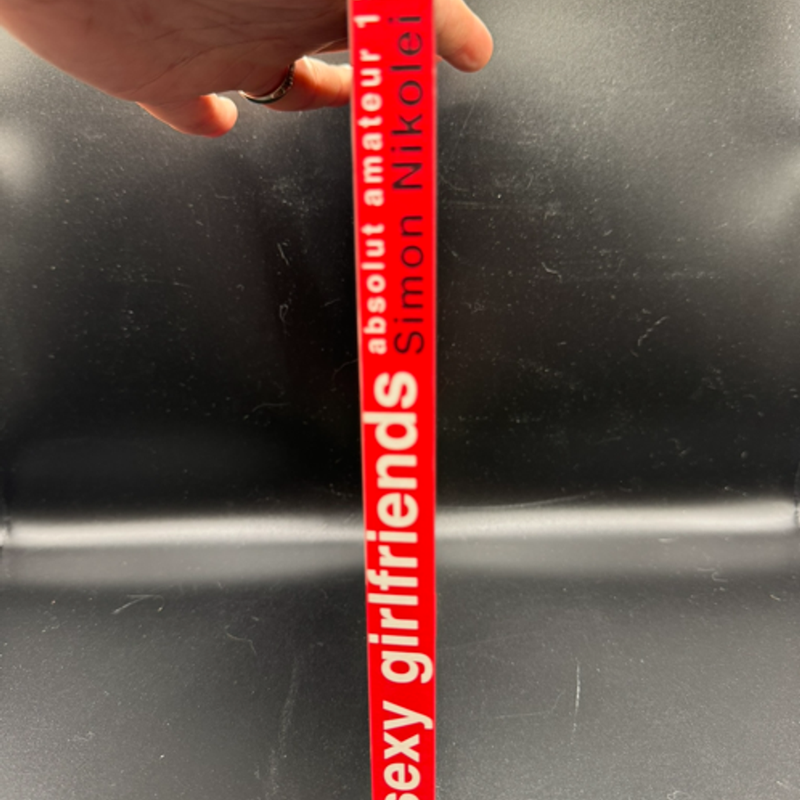 sexy girlfriends
absolut amateur 1
Simon Nikolei